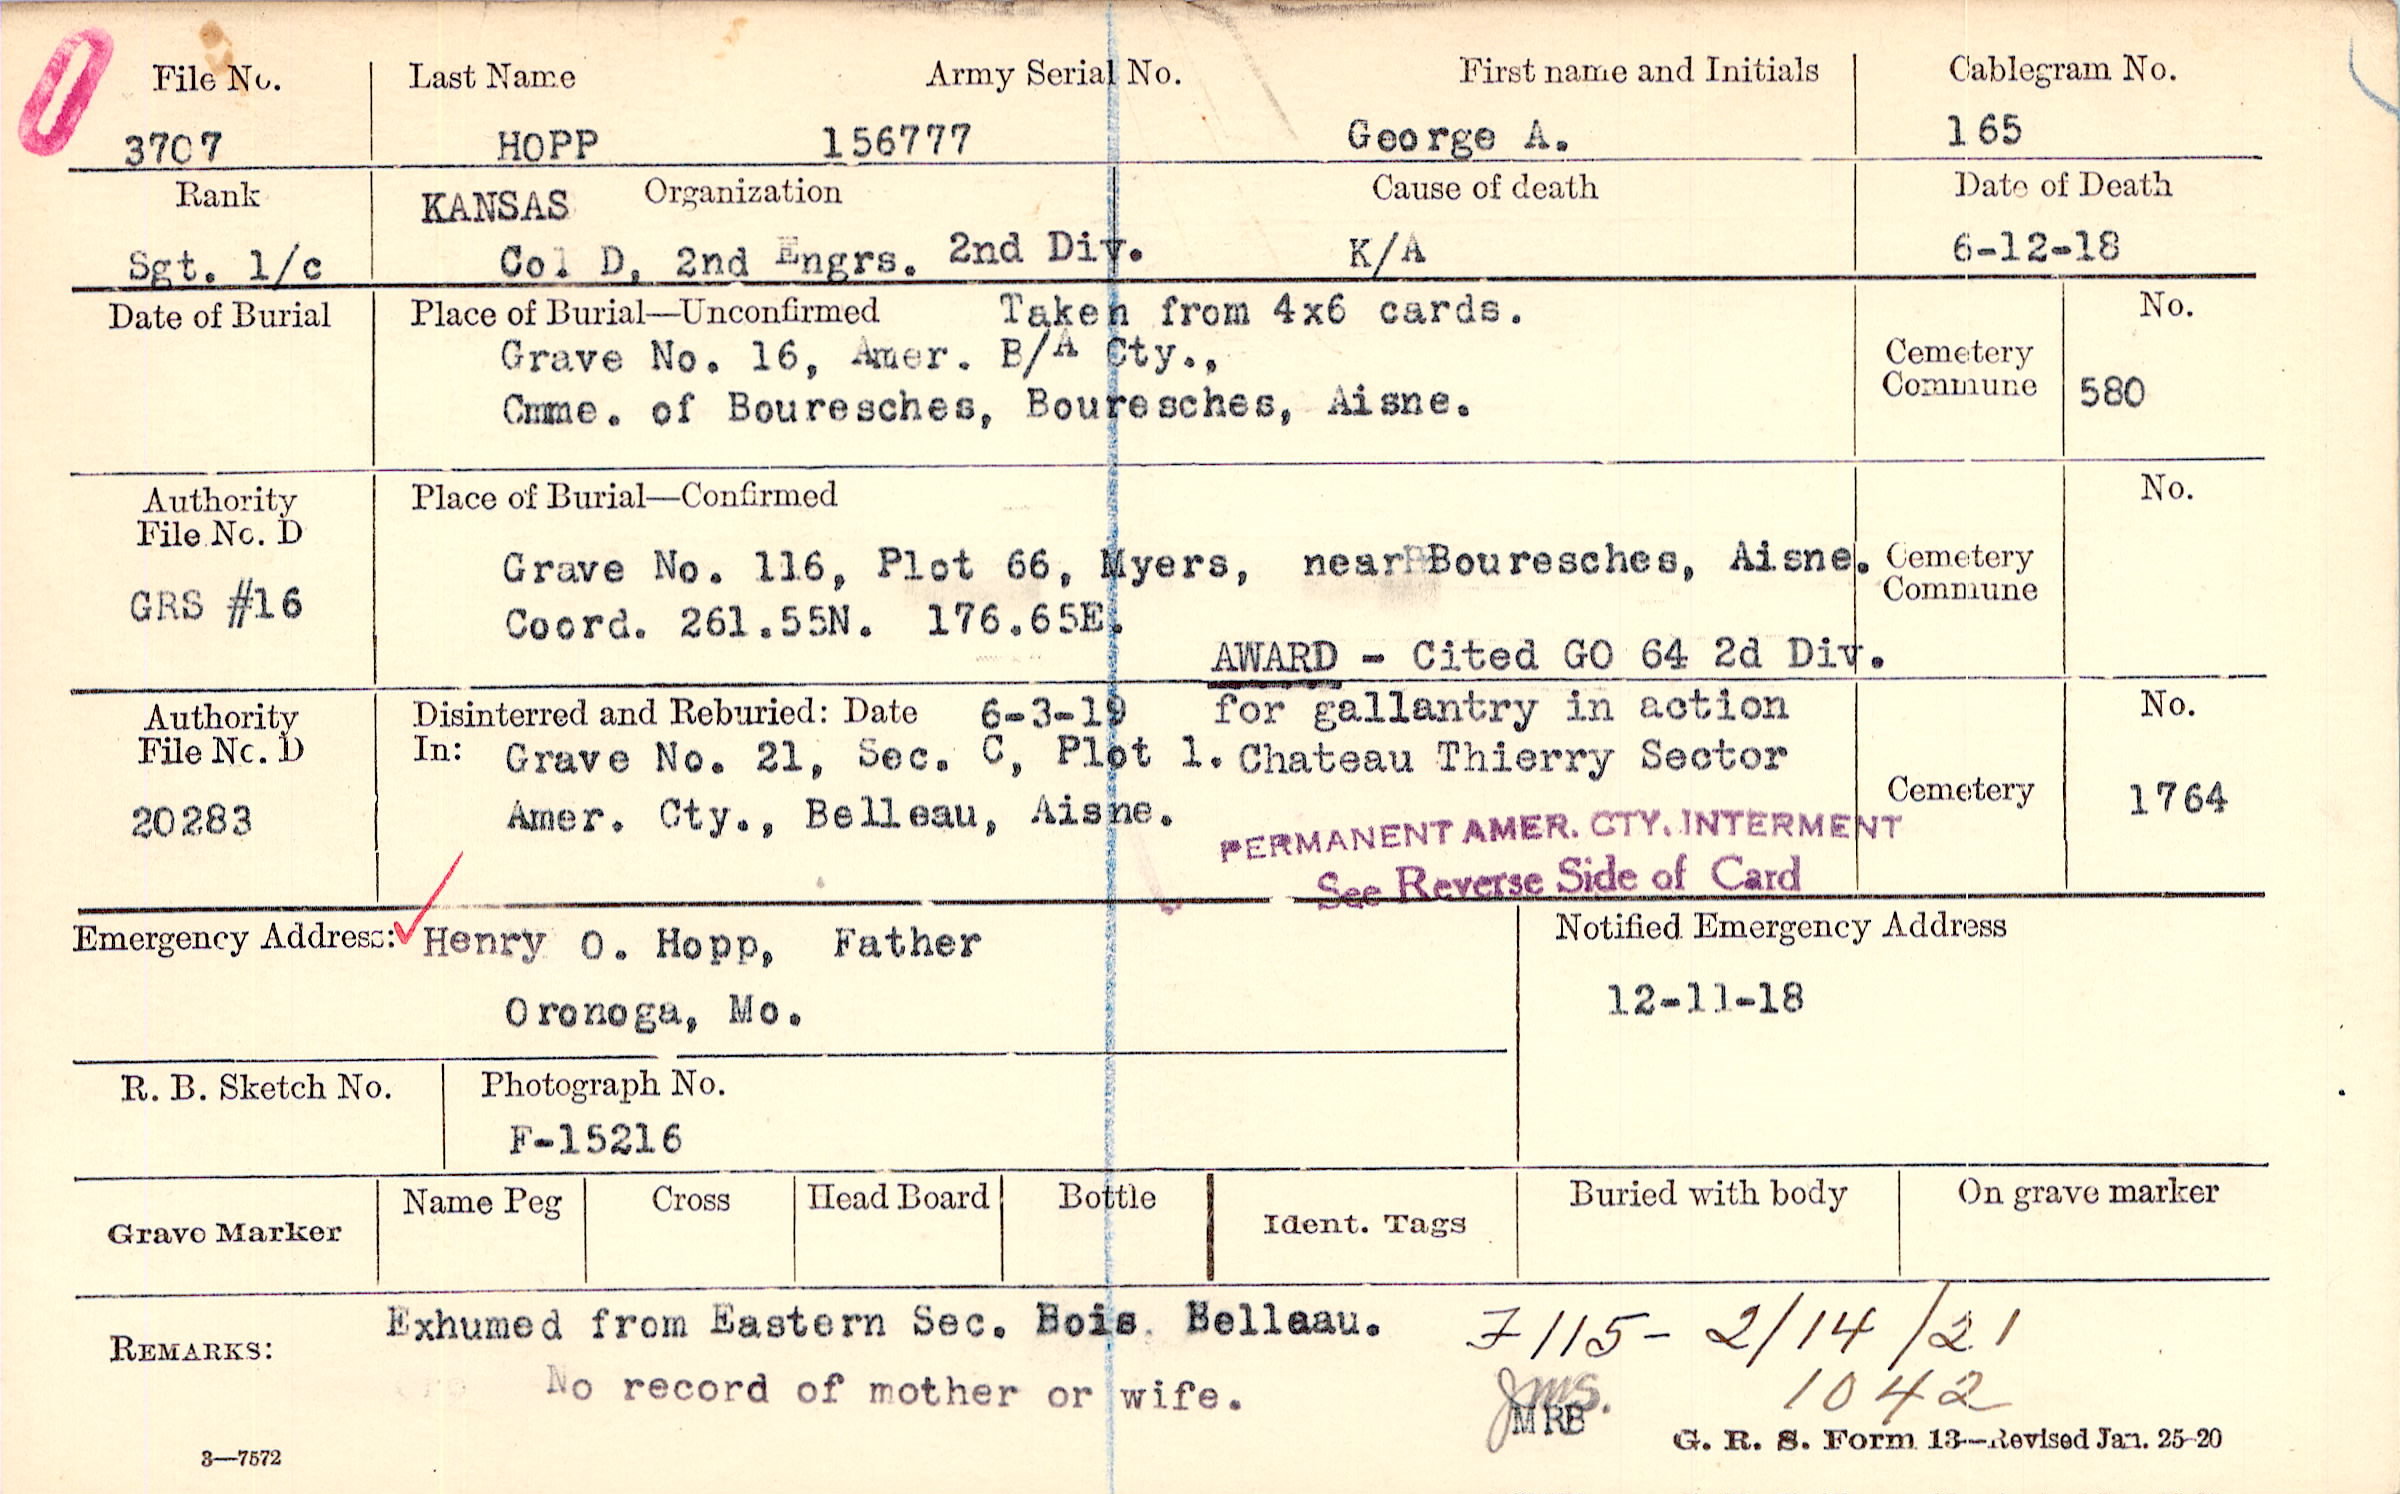 File No. Last Name Army Serial No. First name and Initials Cablegram No.
3707 HOPP 156777 George A. 165
Rank KANSAS Organization Cause of death Date of Death
Sgt. 1/c Col D, 2nd Engrs. 2nd Div. K/A 6-12-18
Date of Burial Place of Burial—Unconfirmed Taken from 4x6 cards. No.
Grave No. 16, Amer. B/A Cty., Cemetery
Cmme. of Bouresches, Bouresches, Aisne. Commune 580
Authority Place of Burial—Confirmed No.
File No. D
Grave No. 116, Plot 66, Myers, near Bouresches, Aisne. Cemetery
GRS #16 Coord. 261.55N. 176.65E. Commune
AWARD - Cited GO 64 2d Div.
Authority Disinterred and Reburied: Date 6-3-19 for gallantry in action No.
File No. D In: Grave No. 21, Sec. C, Plot 1. Chateau Thierry Sector
20283 Amer. Cty., Belleau, Aisne. Cemetery 1764
PERMANENT AMER. CTY. INTERMENT
See Reverse Side of Card
Emergency Address: Henry O. Hopp, Father Notified Emergency Address
Oronoga, Mo. 12-11-18
R. B. Sketch No. Photograph No.
F-15216
Grave Marker Name Peg Cross Head Board Bottle Ident. Tags Buried with body On grave marker
REMARKS: Exhumed from Eastern Sec. Bois Belleau. 7115- 2/14/21
No record of mother or wife. JMS. 1042
MRB
3—7572 G. R. S. Form 13—Revised Jan. 25-20